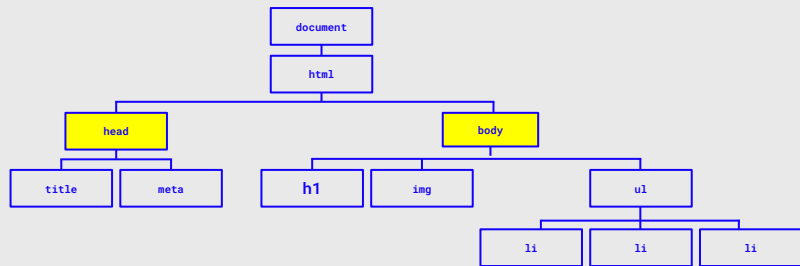 document
html
head
body
title
meta
h1
img
ul
li
li
li